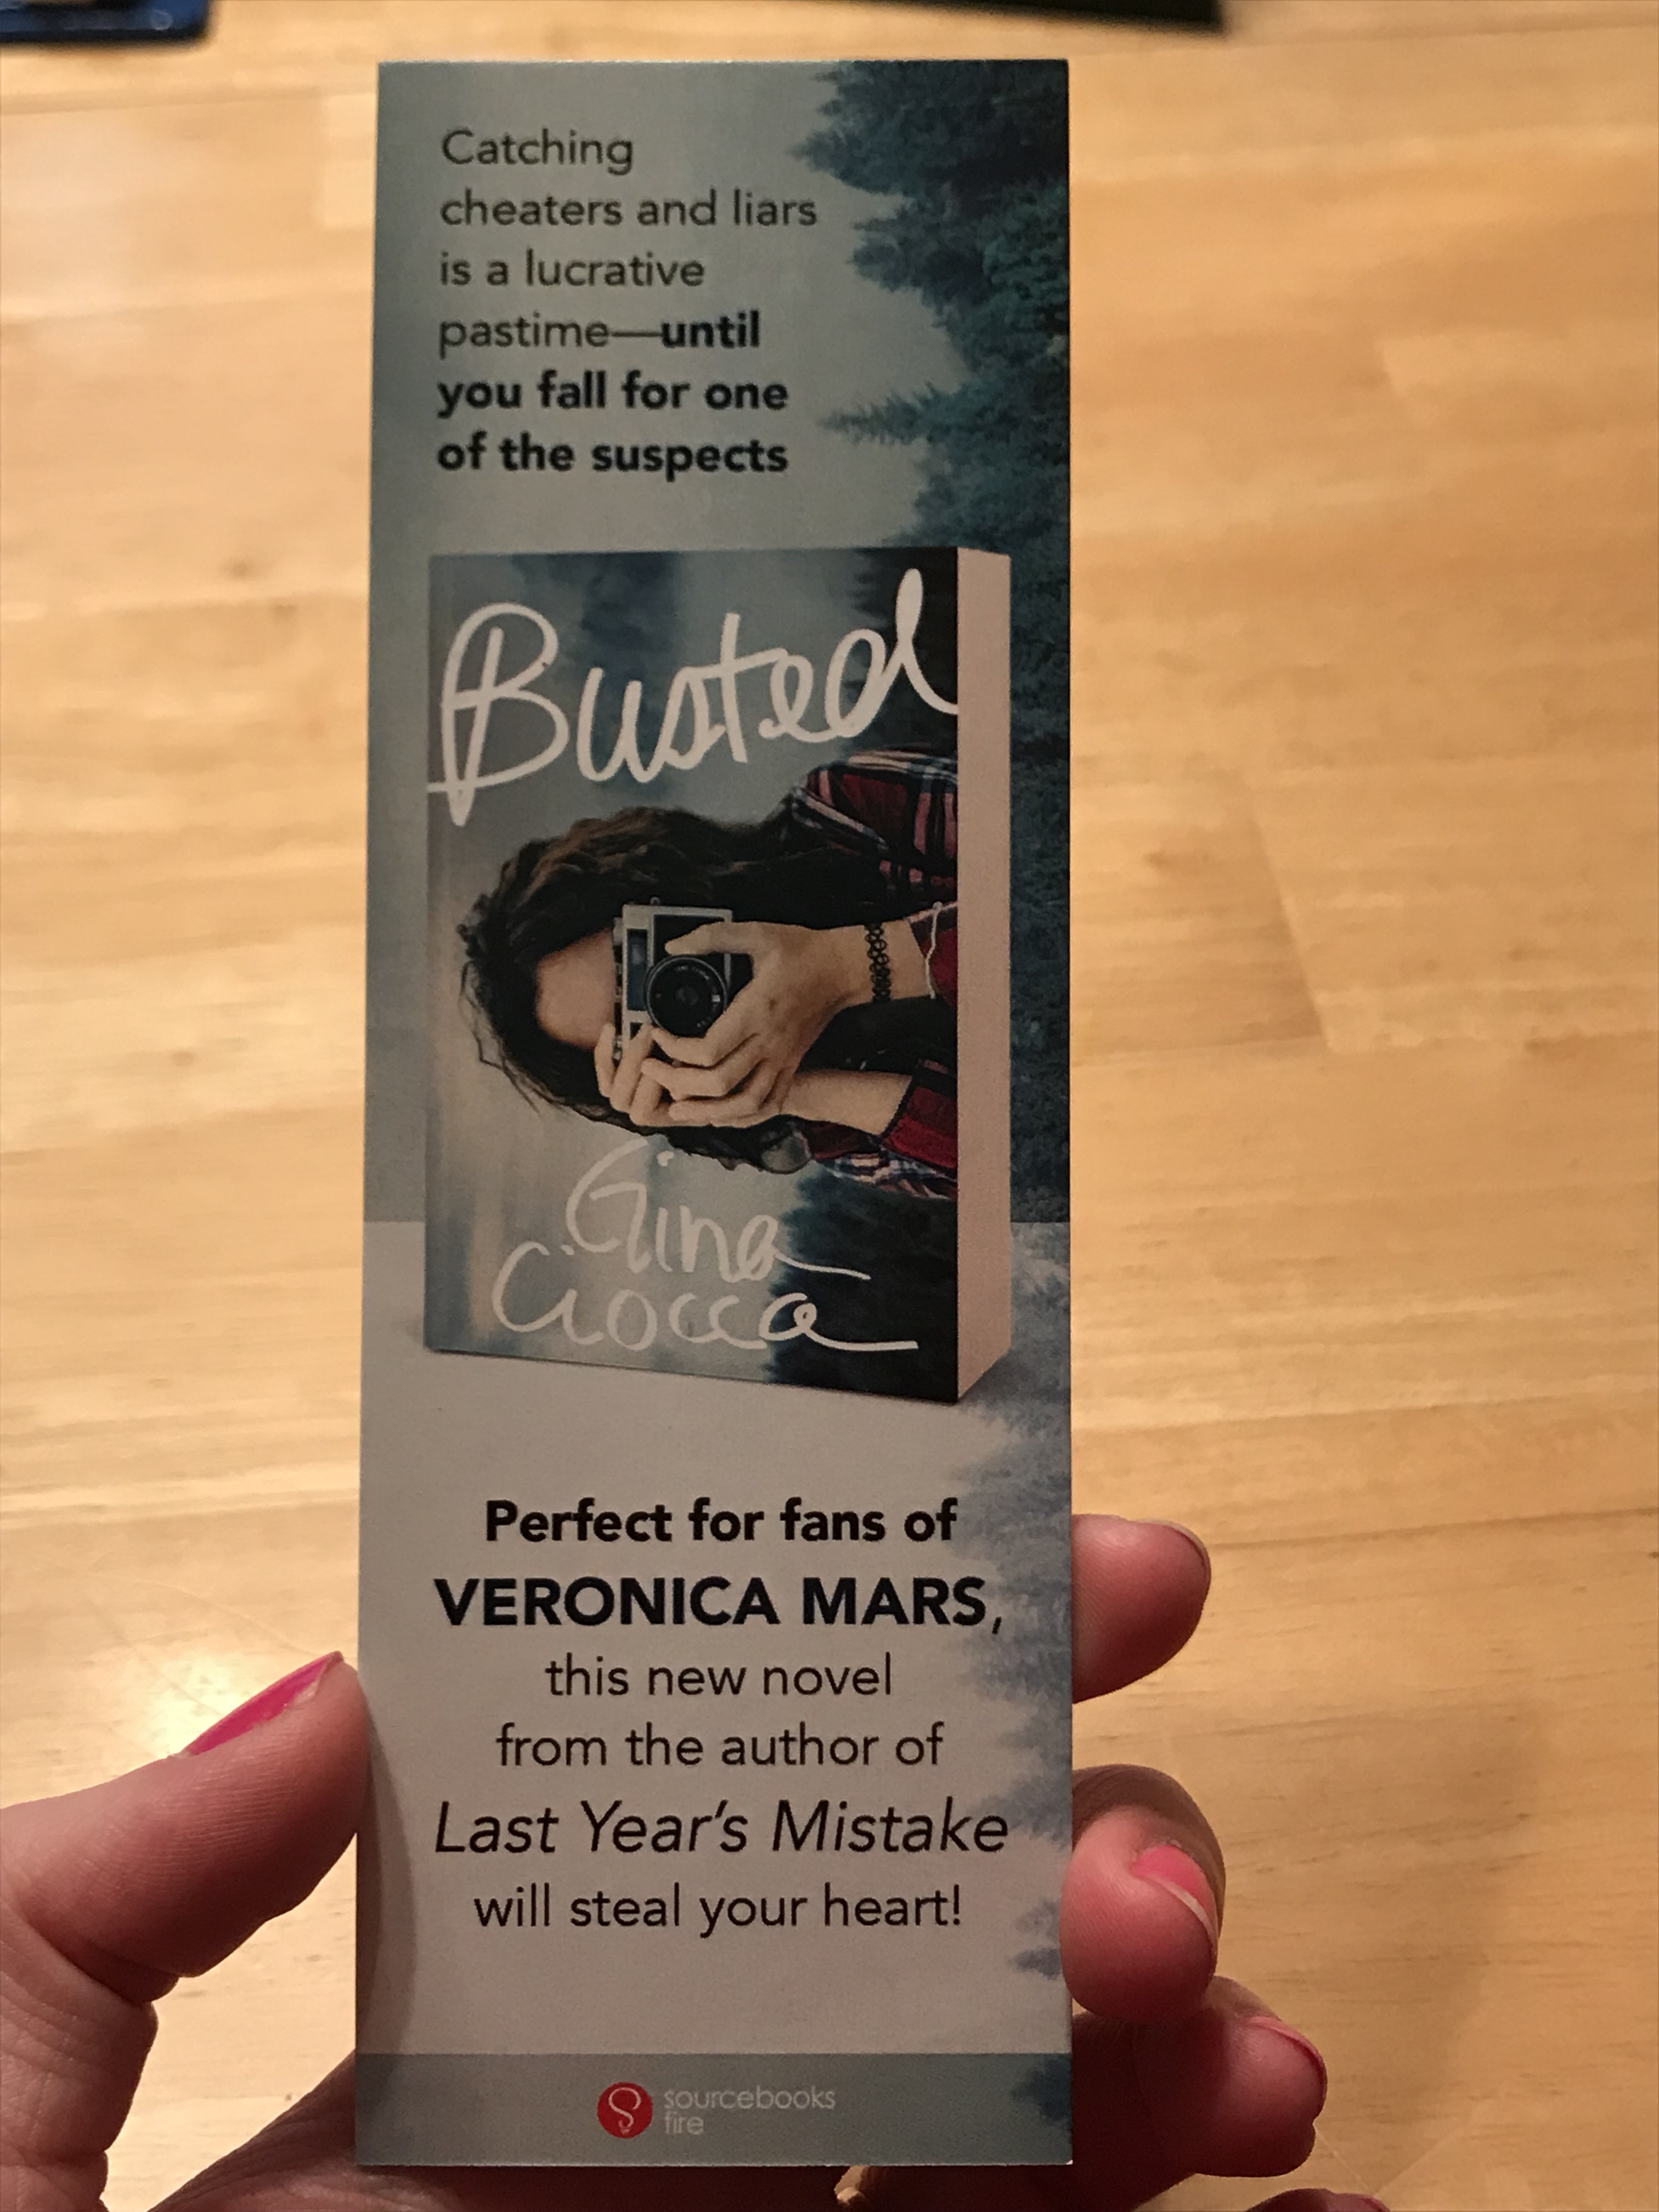 Catching
cheaters and liars
is a lucrative
pastime—until
you fall for one
of the suspects
Busted
Gina
Ciocca
Perfect for fans of
VERONICA MARS,
this new novel
from the author of
Last Year's Mistake
will steal your heart!
sourcebooks
fire